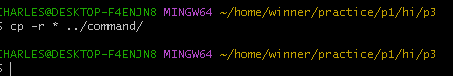 CHARLES@DESKTOP-F4ENJN8 MINGW64 ~/home/winner/practice/p1/hi/p3
$ cp -r * ../command/
CHARLES@DESKTOP-F4ENJN8 MINGW64 ~/home/winner/practice/p1/hi/p3
$